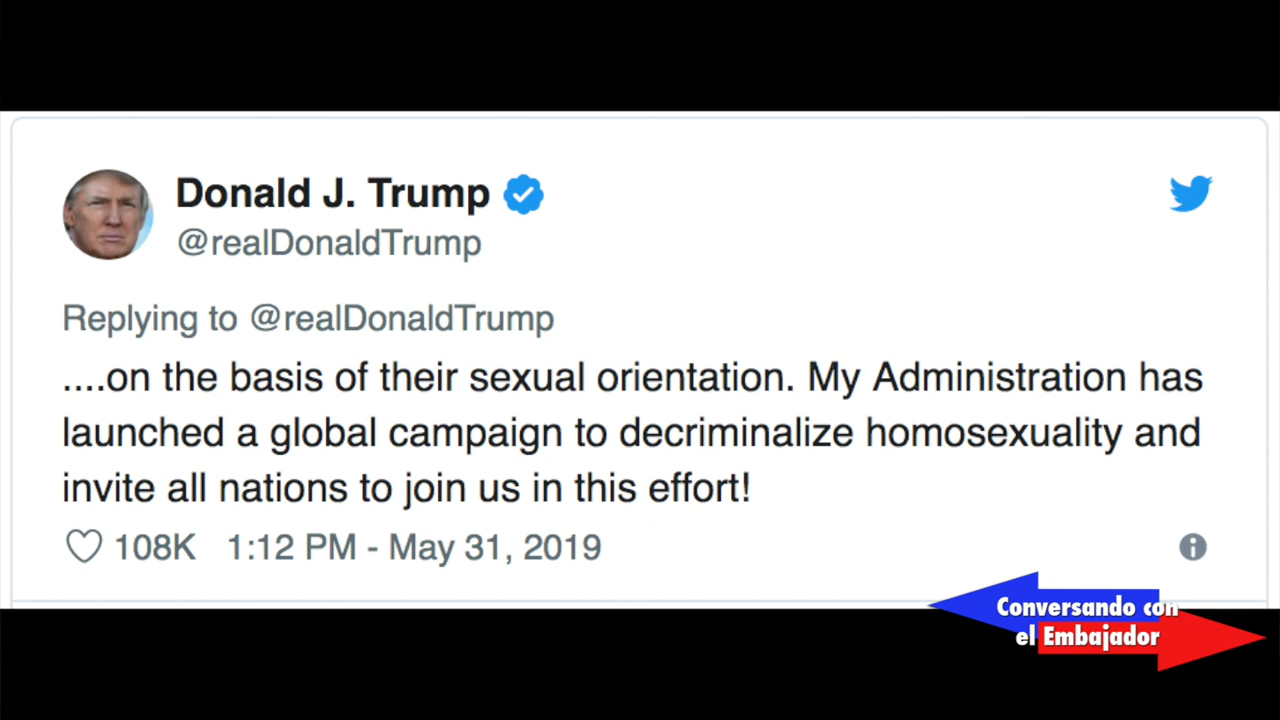 Donald J. Trump
@realDonaldTrump
Replying to @realDonaldTrump
....on the basis of their sexual orientation. My Administration has
launched a global campaign to decriminalize homosexuality and
invite all nations to join us in this effort!
108K 1:12 PM - May 31, 2019
Conversando con
el Embajador